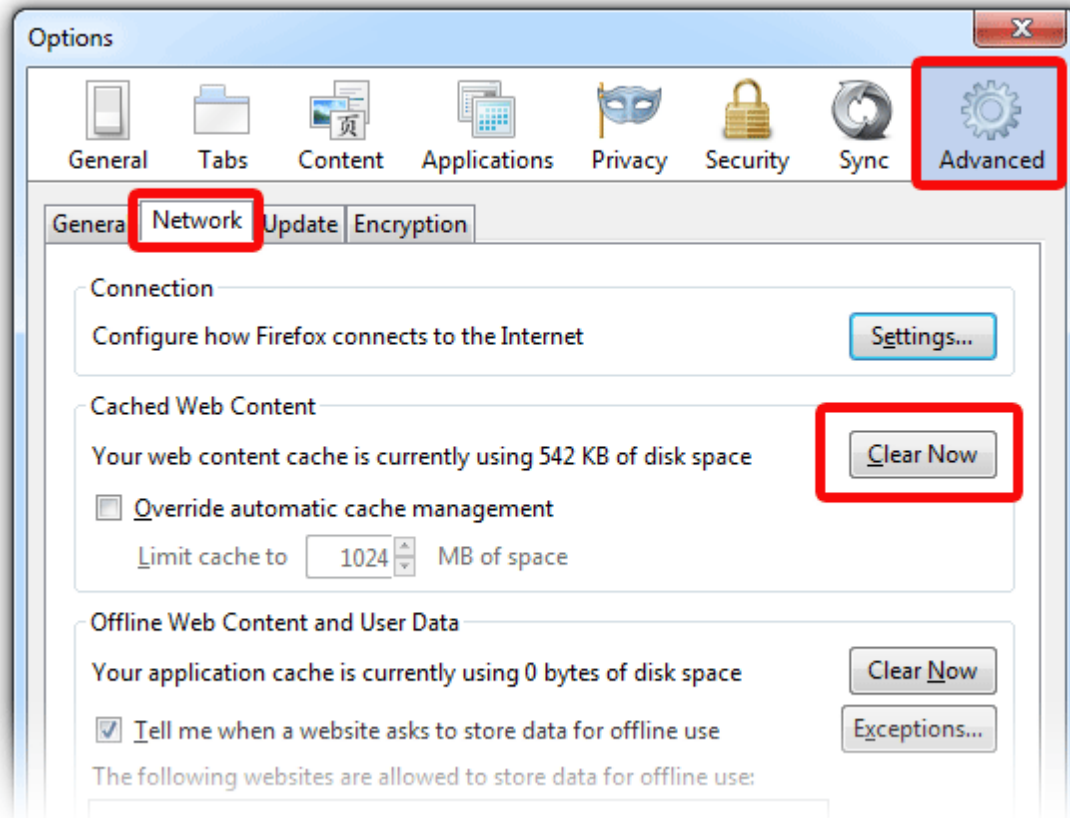 Options
General Tabs Content Applications Privacy Security Sync Advanced
页
Genera Network Update Encryption
Connection
Configure how Firefox connects to the Internet Settings...
Cached Web Content
Your web content cache is currently using 542 KB of disk space Clear Now
Override automatic cache management
Limit cache to 1024 MB of space
Offline Web Content and User Data
Your application cache is currently using 0 bytes of disk space Clear Now
Tell me when a website asks to store data for offline use Exceptions...
The following websites are allowed to store data for offline use: